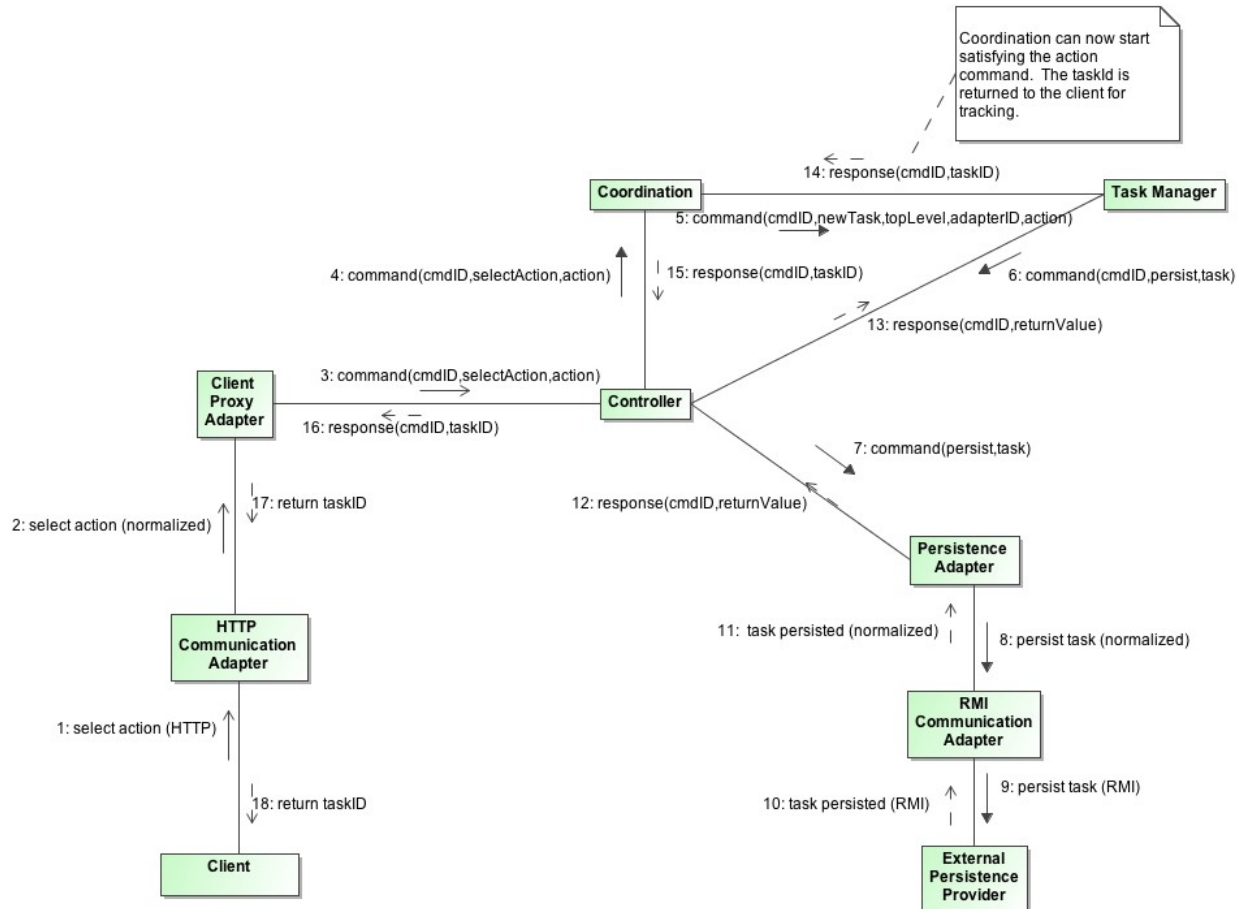 Coordination can now start
satisfying the action
command.  The taskId is
returned to the client for
tracking.
14: response(cmdID,taskID)
Coordination
Task Manager
5: command(cmdID,newTask,topLevel,adapterID,action)
4: command(cmdID,selectAction,action)
15: response(cmdID,taskID)
6: command(cmdID,persist,task)
13: response(cmdID,returnValue)
3: command(cmdID,selectAction,action)
Client
Proxy
Adapter
Controller
16: response(cmdID,taskID)
7: command(persist,task)
17: return taskID
12: response(cmdID,returnValue)
2: select action (normalized)
Persistence
Adapter
HTTP
Communication
Adapter
11:  task persisted (normalized)
8: persist task (normalized)
RMI
Communication
Adapter
1: select action (HTTP)
18: return taskID
10: task persisted (RMI)
9: persist task (RMI)
Client
External
Persistence
Provider